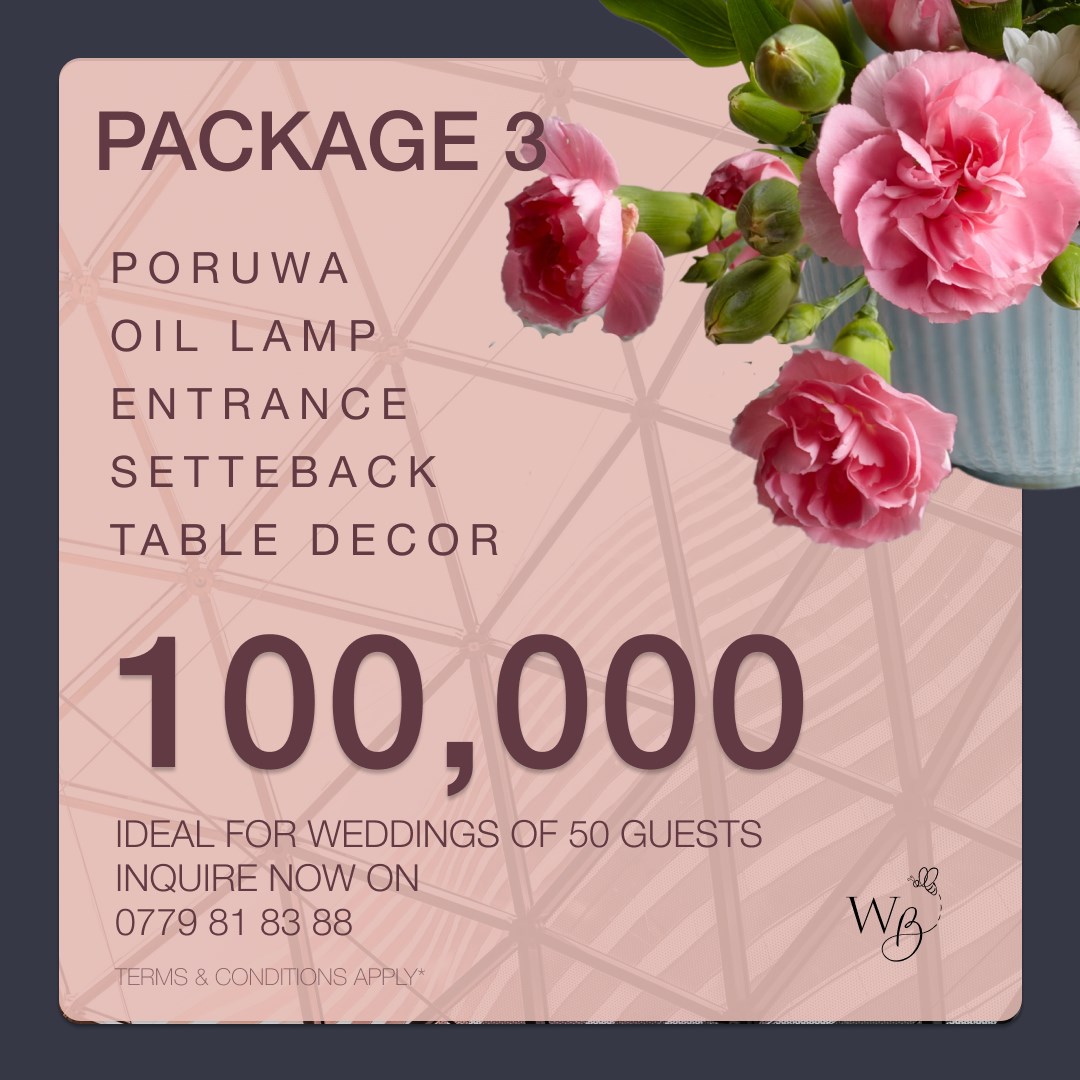 PACKAGE 3
PORUWA
OIL LAMP
ENTRANCE
SETTEBACK
TABLE DECOR
100,000
IDEAL FOR WEDDINGS OF 50 GUESTS
INQUIRE NOW ON
0779 81 83 88
WB
TERMS & CONDITIONS APPLY*